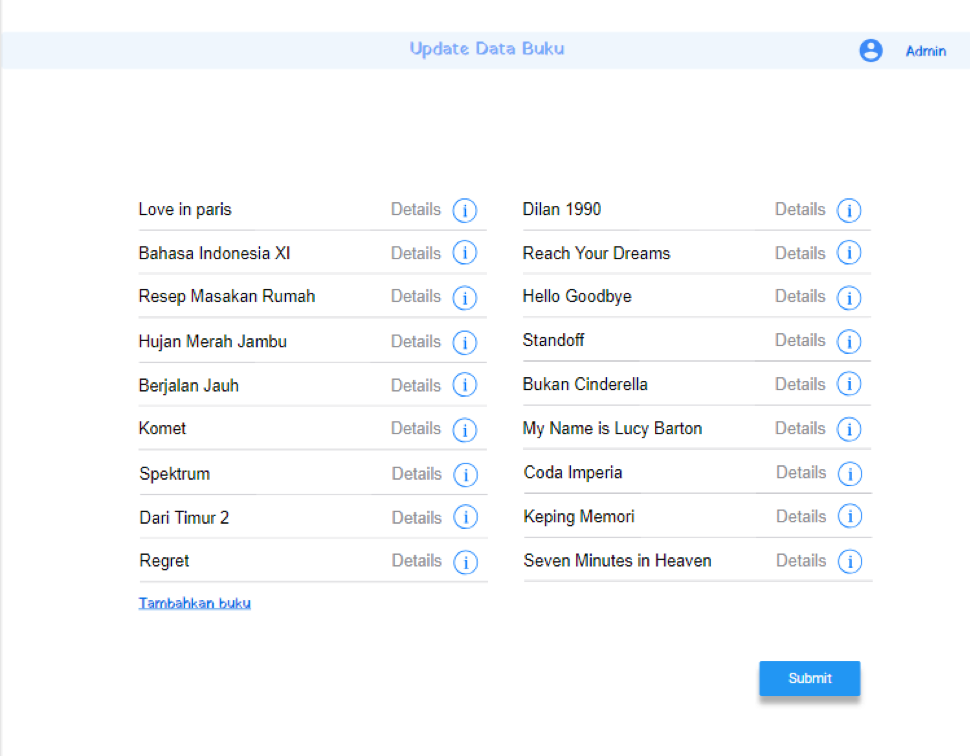 Update Data Buku
Admin
Love in paris Details i
Dilan 1990 Details i
Bahasa Indonesia XI Details i
Reach Your Dreams Details i
Resep Masakan Rumah Details i
Hello Goodbye Details i
Hujan Merah Jambu Details i
Standoff Details i
Berjalan Jauh Details i
Bukan Cinderella Details i
Komet Details i
My Name is Lucy Barton Details i
Spektrum Details i
Coda Imperia Details i
Dari Timur 2 Details i
Keping Memori Details i
Regret Details i
Seven Minutes in Heaven Details i
Tambahkan buku
Submit